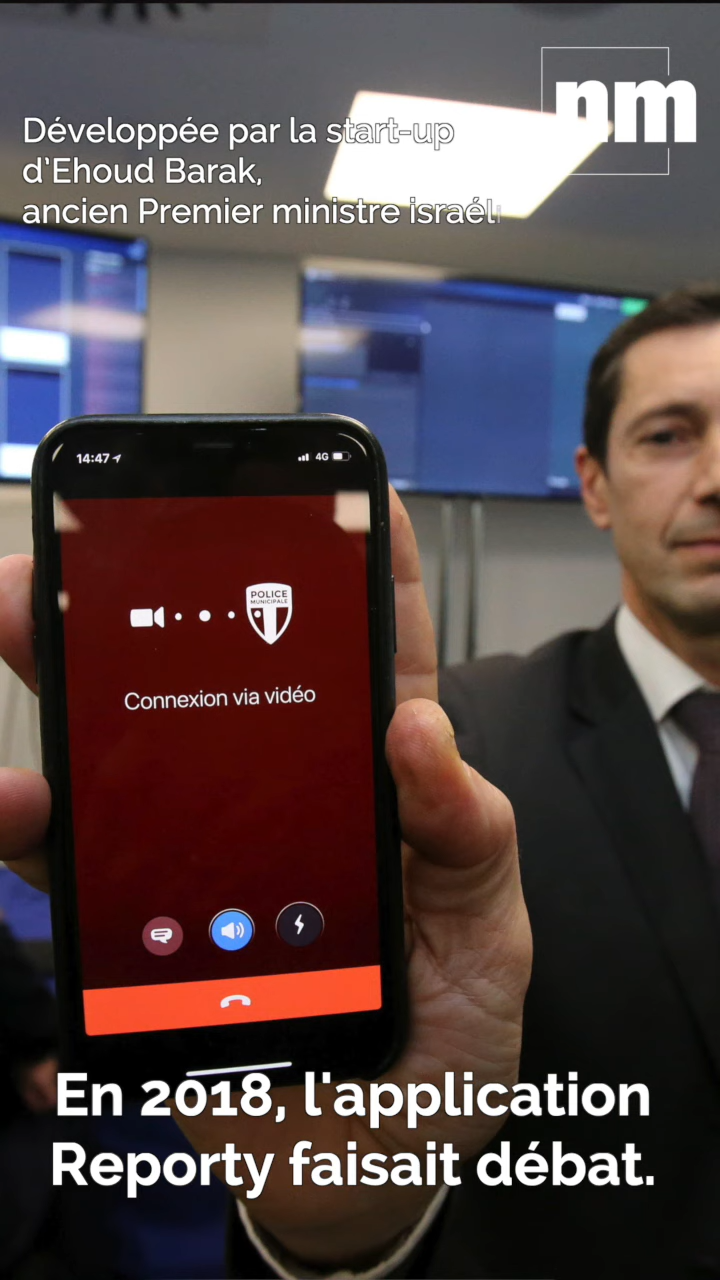 nm
Développée par la start-up
d’Ehoud Barak,
ancien Premier ministre israél
14:47
4G
POLICE
MUNICIPALE
Connexion via vidéo
En 2018, l'application
Reporty faisait débat.